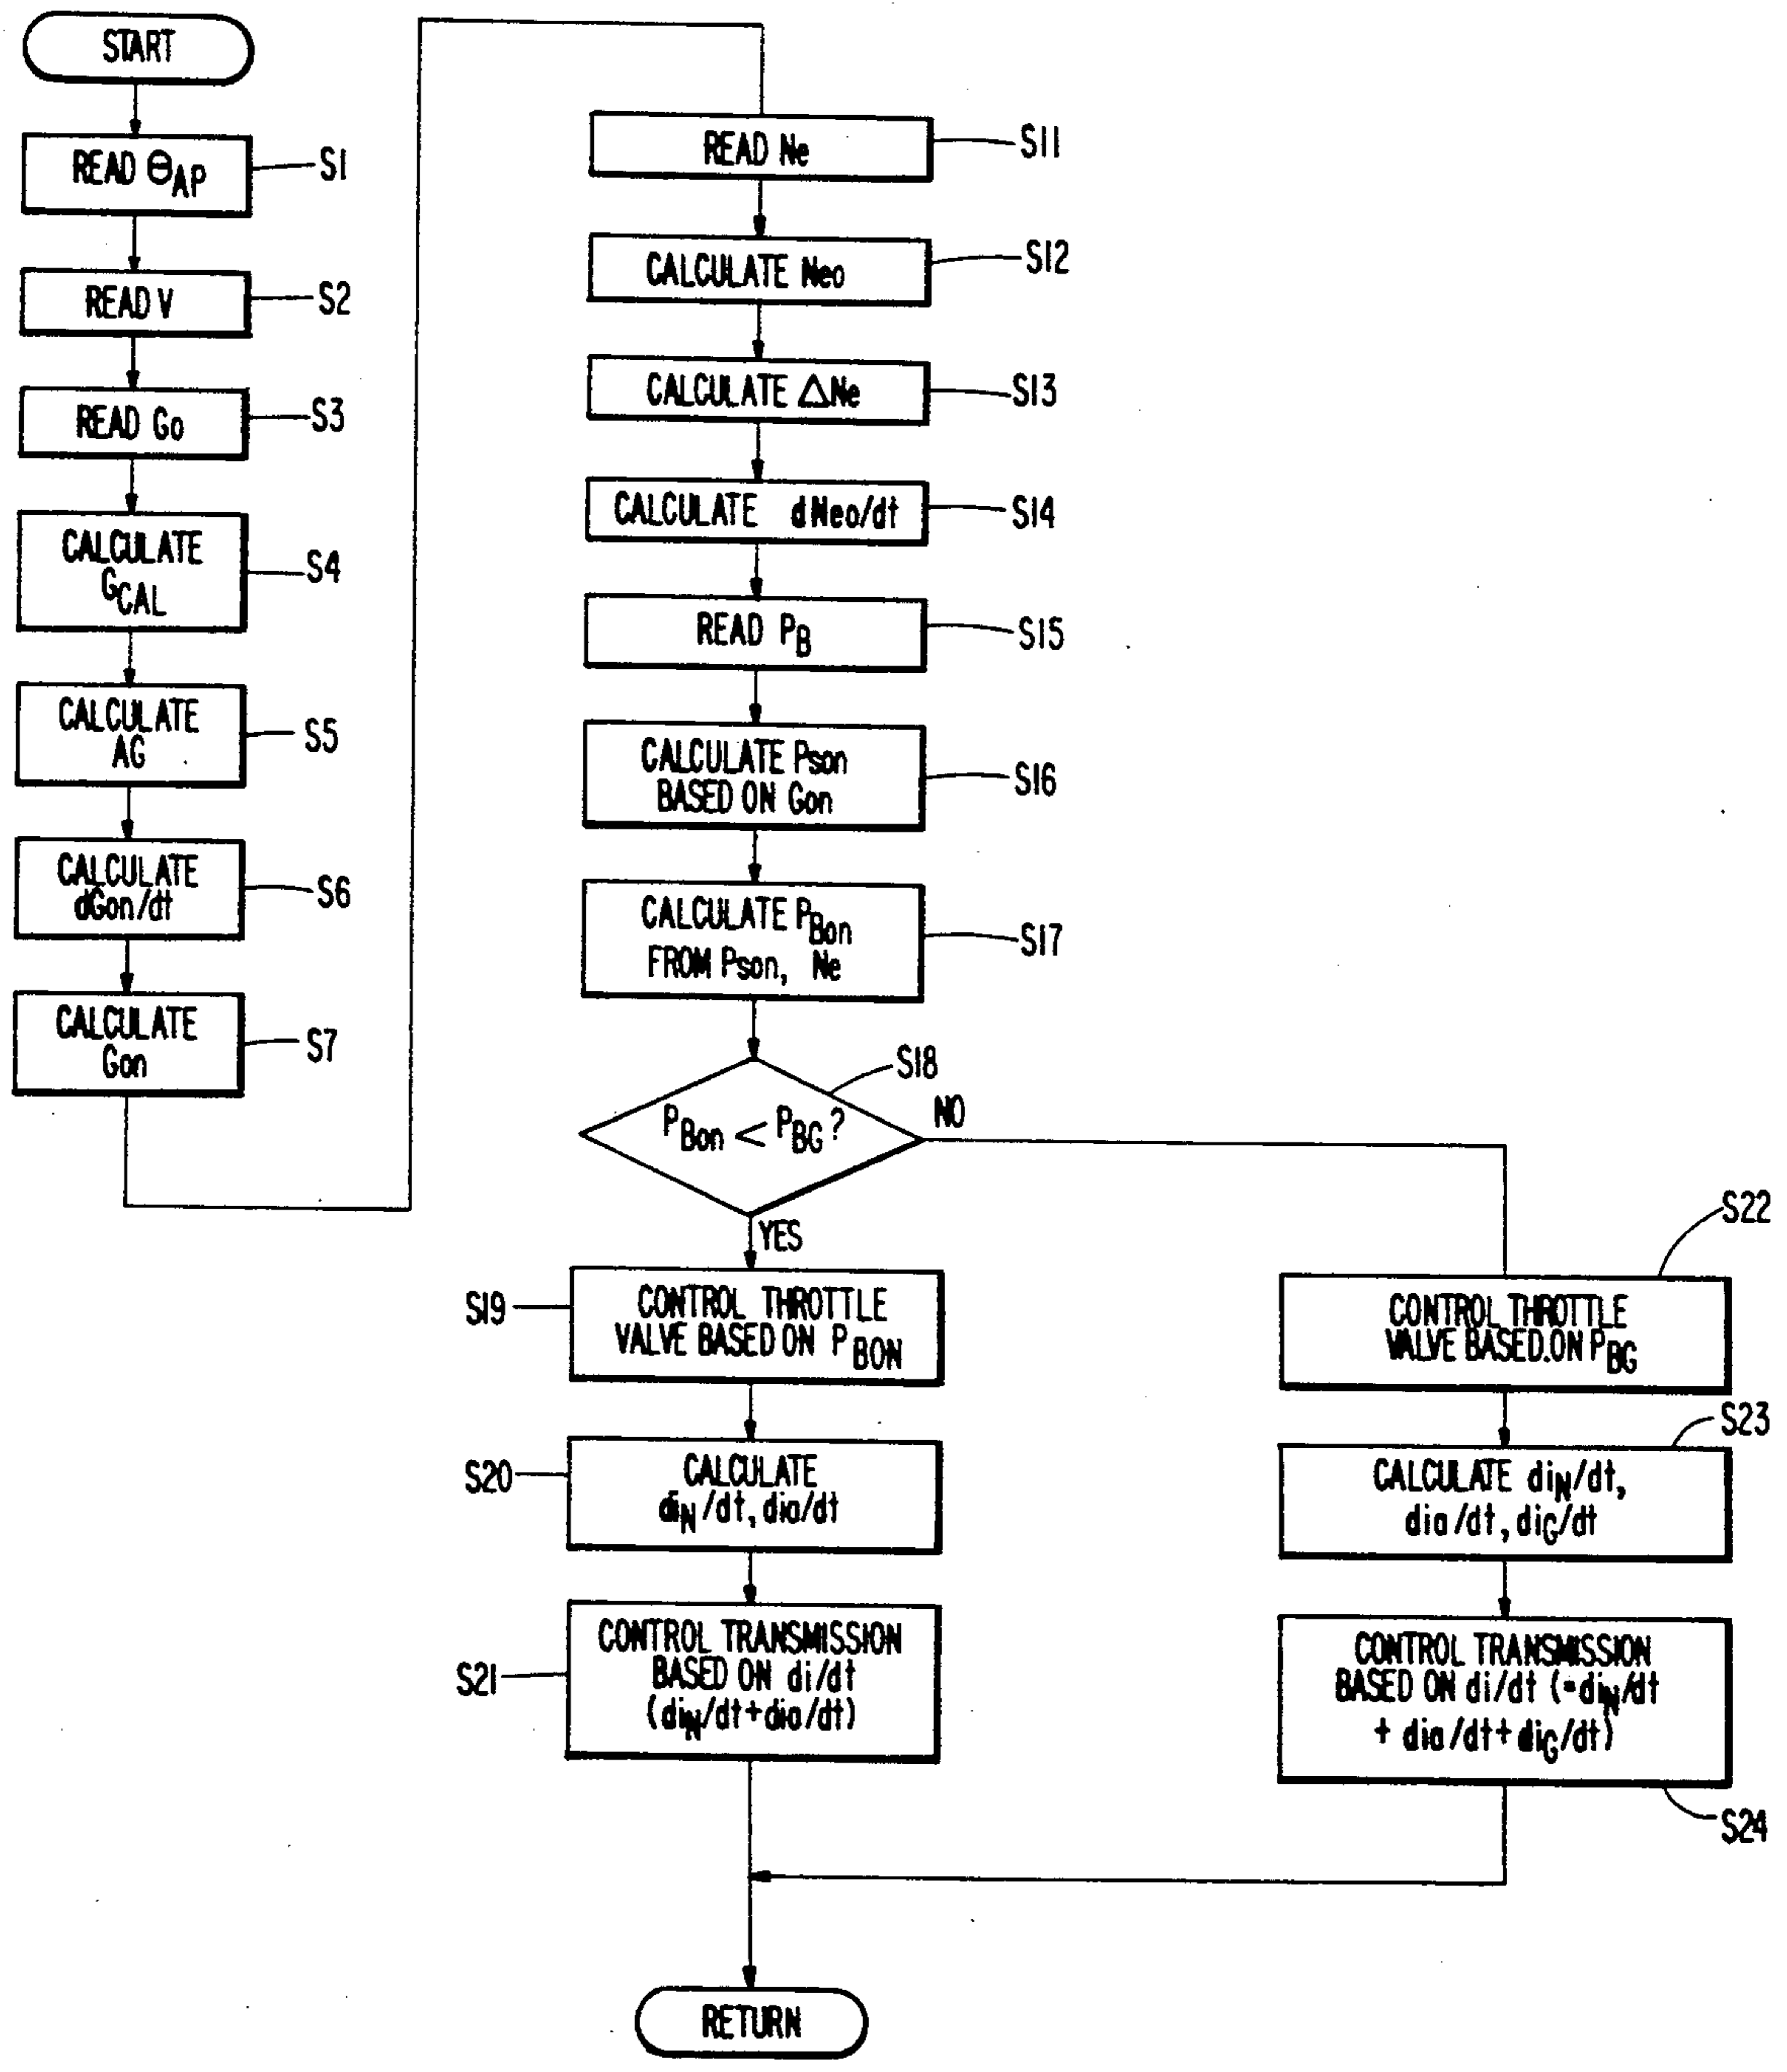 START
READ ΘAP
S1
READ V
S2
READ Go
S3
CALCULATE
GCAL
S4
CALCULATE
AG
S5
CALCULATE
dGon/dt
S6
CALCULATE
Gon
S7
READ Ne
S11
CALCULATE Neo
S12
CALCULATE ΔNe
S13
CALCULATE dNeo/dt
S14
READ PB
S15
CALCULATE Pson
BASED ON Gon
S16
CALCULATE PBon
FROM Pson, Ne
S17
PBon < PBG?
S18
NO
YES
S19
CONTROL THROTTLE
VALVE BASED ON PBON
S20
CALCULATE
diN/dt, dia/dt
S21
CONTROL TRANSMISSION
BASED ON di/dt
(diN/dt+dia/dt)
S22
CONTROL THROTTLE
VALVE BASED.ON PBG
S23
CALCULATE diN/dt,
dia/dt, diG/dt
CONTROL TRANSMISSION
BASED ON di/dt (=diN/dt
+ dia/dt+diG/dt)
S24
RETURN